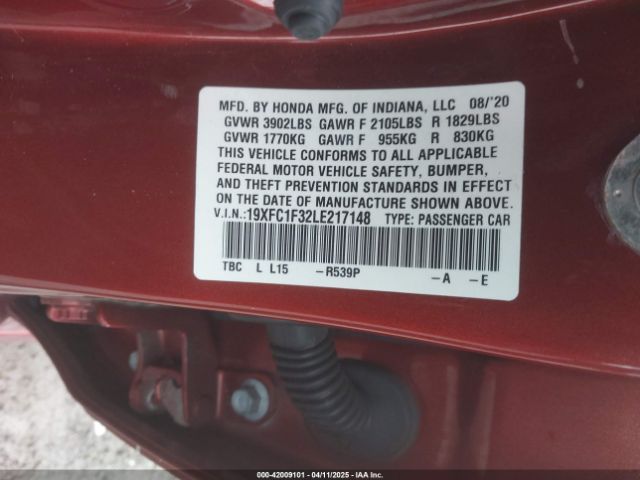 MFD. BY HONDA MFG. OF INDIANA, LLC 08/'20
GVWR 3902LBS GAWR F 2105LBS R 1829LBS
GVWR 1770KG GAWR F 955KG R 830KG
THIS VEHICLE CONFORMS TO ALL APPLICABLE
FEDERAL MOTOR VEHICLE SAFETY, BUMPER,
AND THEFT PREVENTION STANDARDS IN EFFECT
ON THE DATE OF MANUFACTURE SHOWN ABOVE.
V.I.N.:19XFC1F32LE217148 TYPE: PASSENGER CAR
TBC L L15 -R539P -A -E
000-42009101 - 04/11/2025 - IAAI Inc.